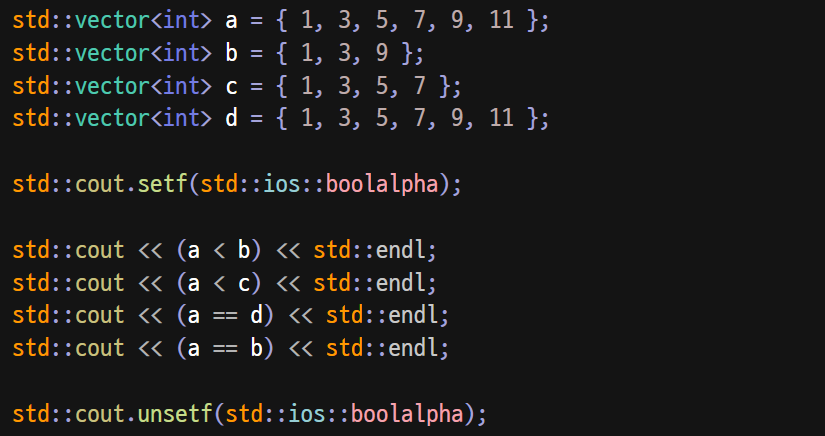 std::vector<int> a = { 1, 3, 5, 7, 9, 11 };
std::vector<int> b = { 1, 3, 9 };
std::vector<int> c = { 1, 3, 5, 7 };
std::vector<int> d = { 1, 3, 5, 7, 9, 11 };
std::cout.setf(std::ios::boolalpha);
std::cout << (a < b) << std::endl;
std::cout << (a < c) << std::endl;
std::cout << (a == d) << std::endl;
std::cout << (a == b) << std::endl;
std::cout.unsetf(std::ios::boolalpha);